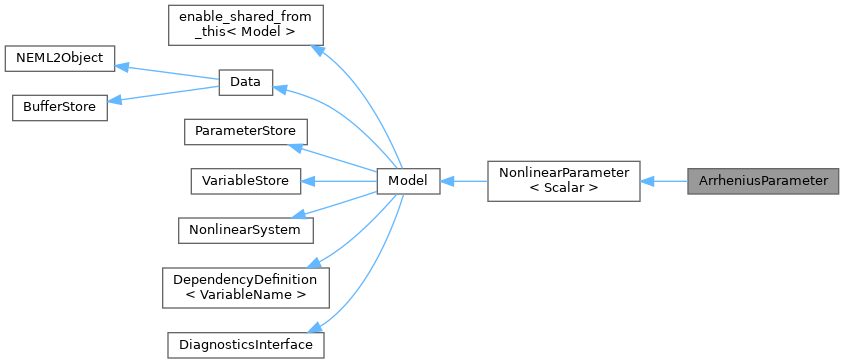 enable_shared_from
_this< Model >
NEML2Object
Data
BufferStore
ParameterStore
NonlinearParameter
< Scalar >
VariableStore
Model
ArrheniusParameter
NonlinearSystem
DependencyDefinition
< VariableName >
DiagnosticsInterface